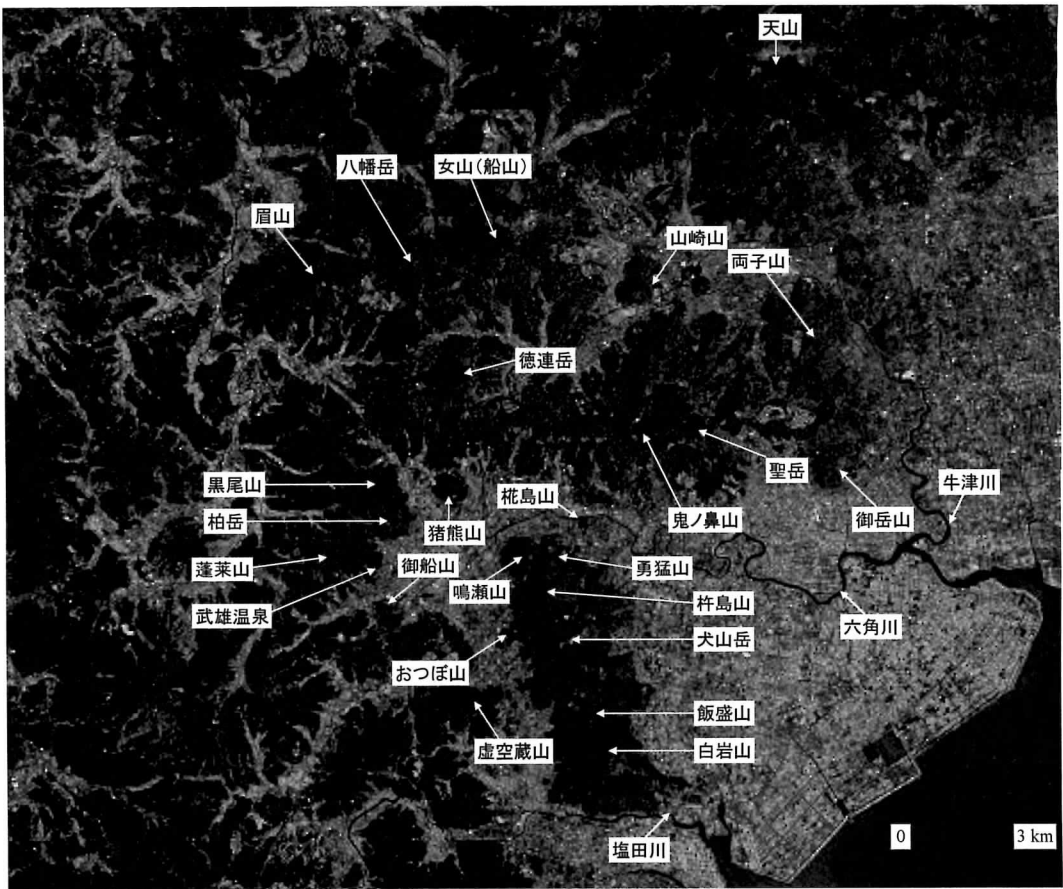 天山
八幡岳
女山(船山)
眉山
山崎山
両子山
徳連岳
聖岳
黒尾山
椛島山
牛津川
柏岳
猪熊山
鬼ノ鼻山
御岳山
蓬莱山
御船山
鳴瀬山
勇猛山
武雄温泉
杵島山
六角川
犬山岳
おつぼ山
飯盛山
虚空蔵山
白岩山
塩田川
0
3 km